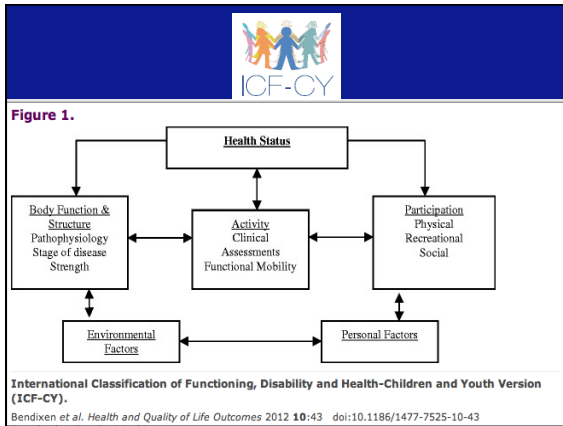 ICF-CY
Figure 1.
Health Status
Body Function &
Structure
Pathophysiology
Stage of disease
Strength
Activity
Clinical
Assessments
Functional Mobility
Participation
Physical
Recreational
Social
Environmental
Factors
Personal Factors
International Classification of Functioning, Disability and Health-Children and Youth Version
(ICF-CY).
Bendixen et al. Health and Quality of Life Outcomes 2012 10:43 doi:10.1186/1477-7525-10-43